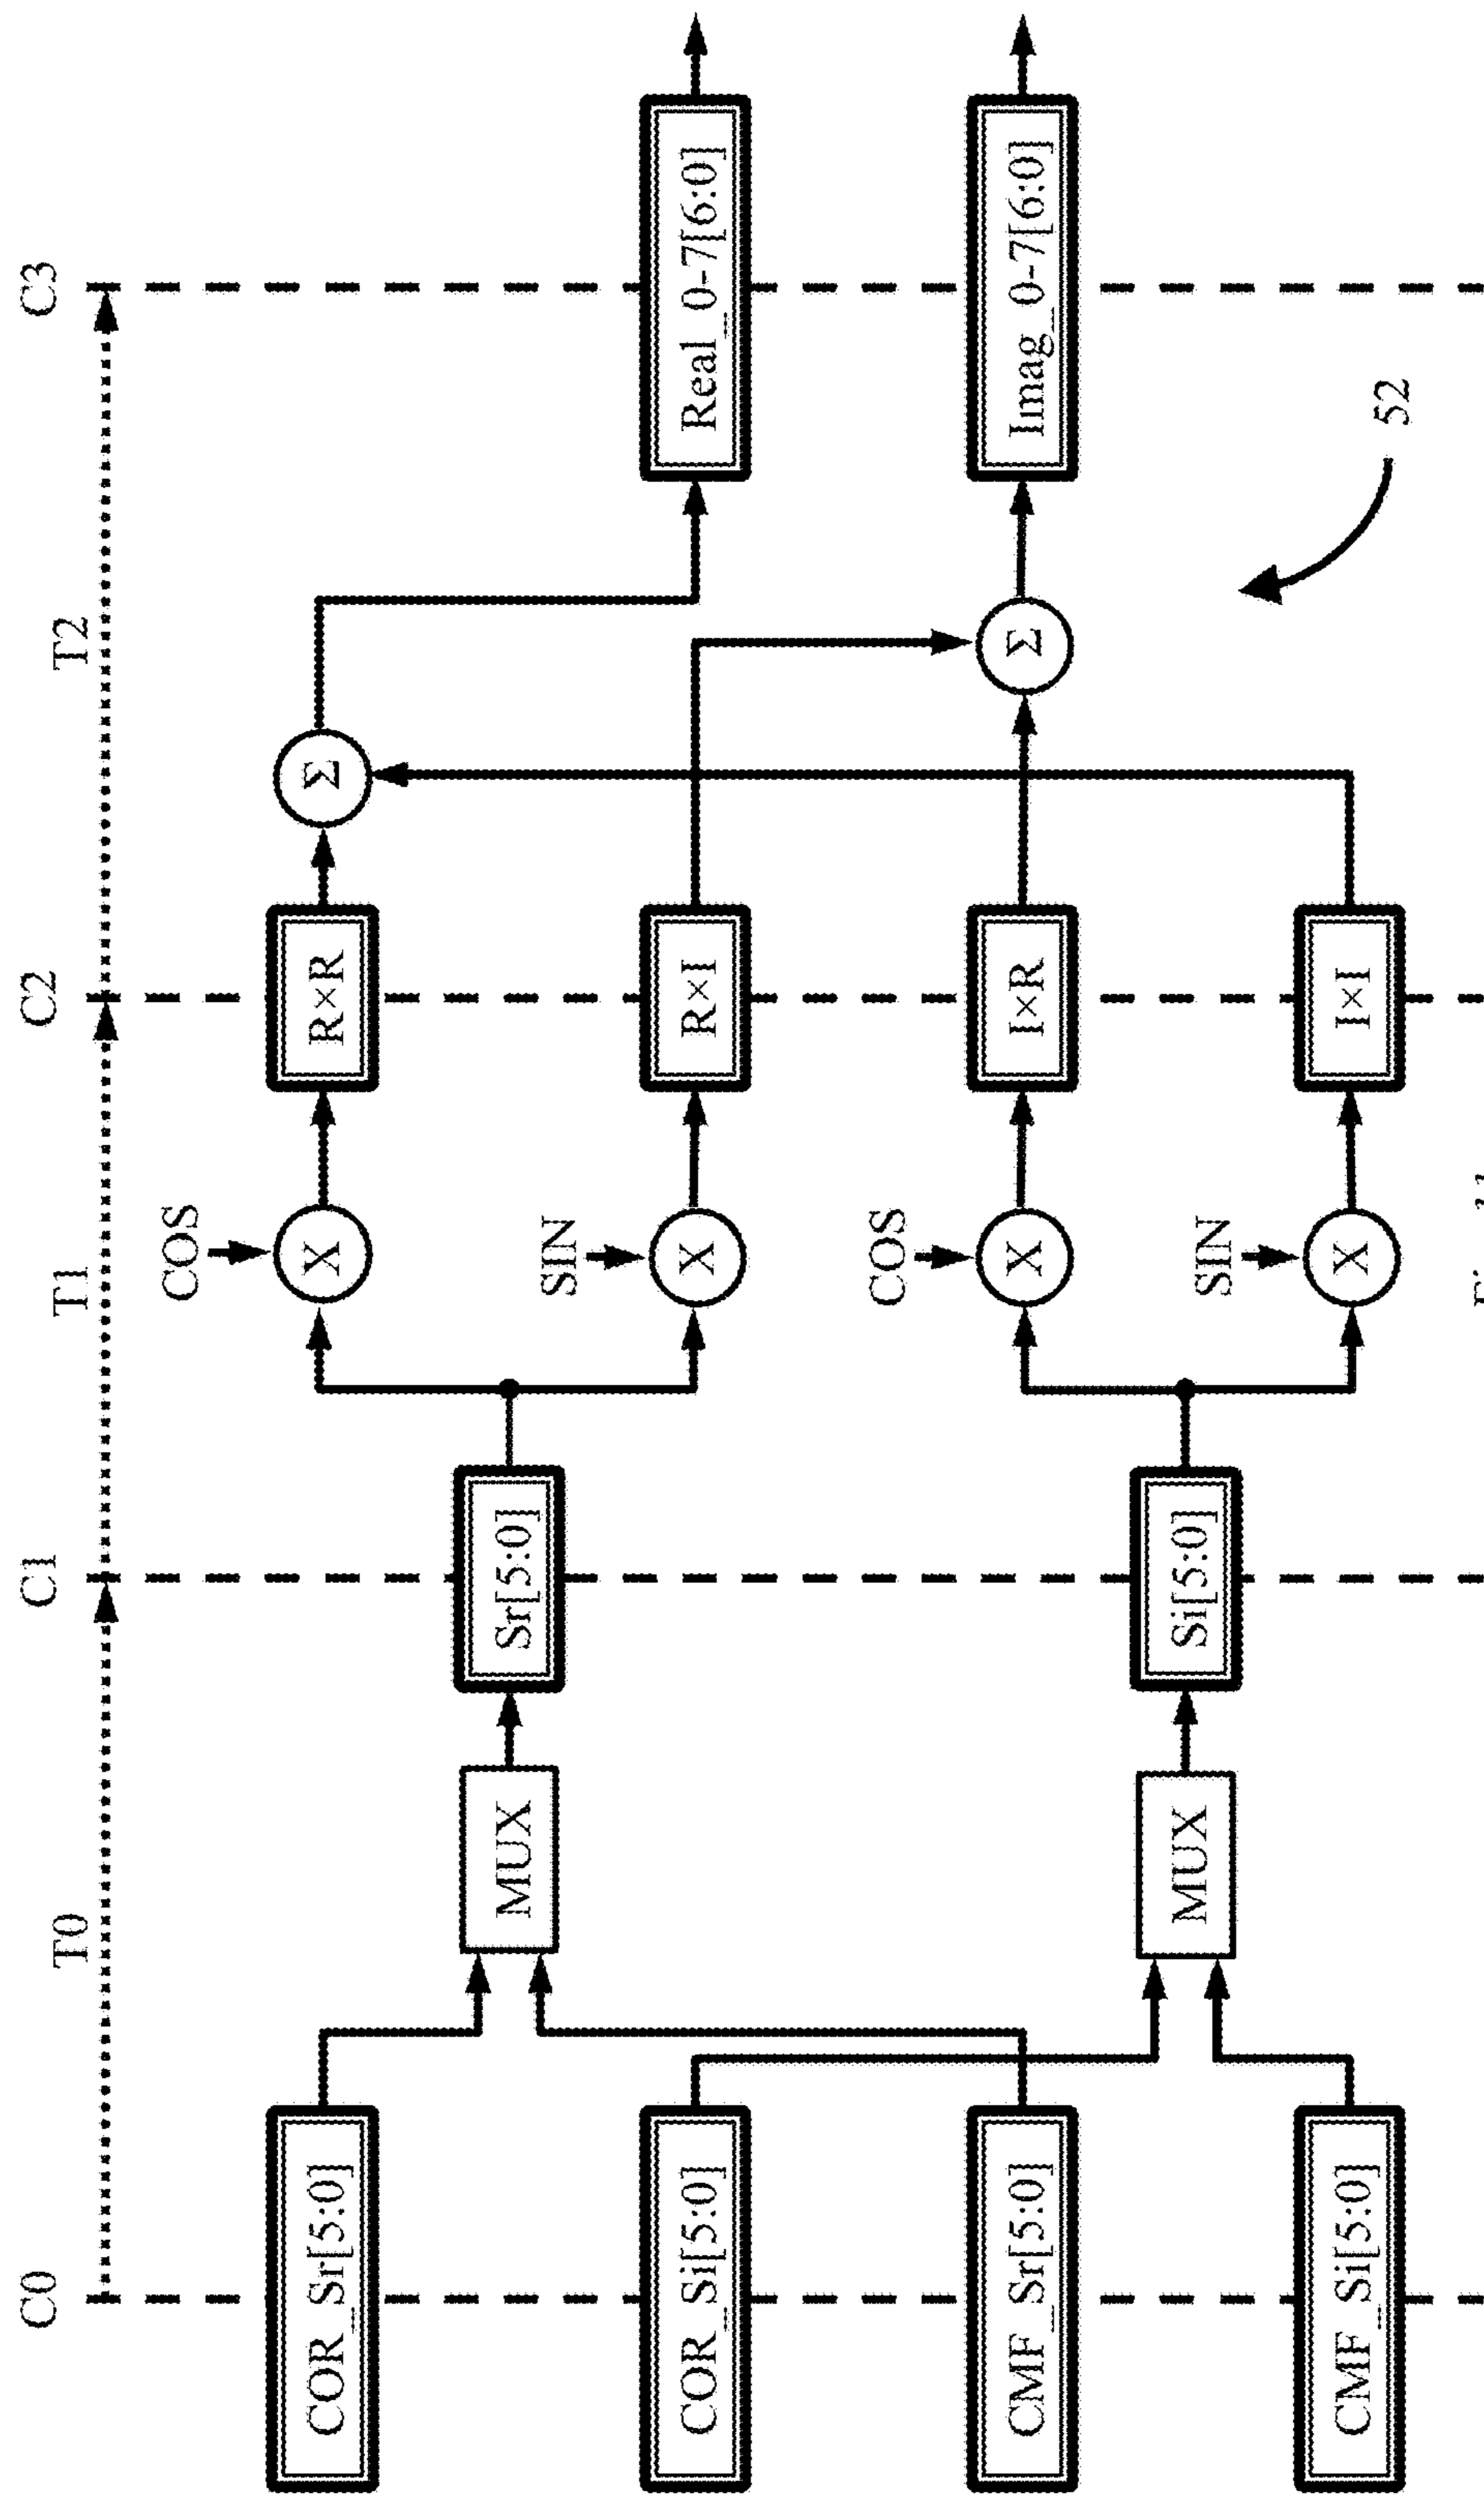 C0
C1
C2
C3
T0
T1
T2
COR_Sr[5:0]
COR_Si[5:0]
CMF_Sr[5:0]
CMF_Si[5:0]
MUX
MUX
Sr[5:0]
Si[5:0]
COS
X
SIN
X
COS
X
SIN
X
R×R
R×I
I×R
I×I
Σ
Σ
Real_0-7[6:0]
Imag_0-7[6:0]
52